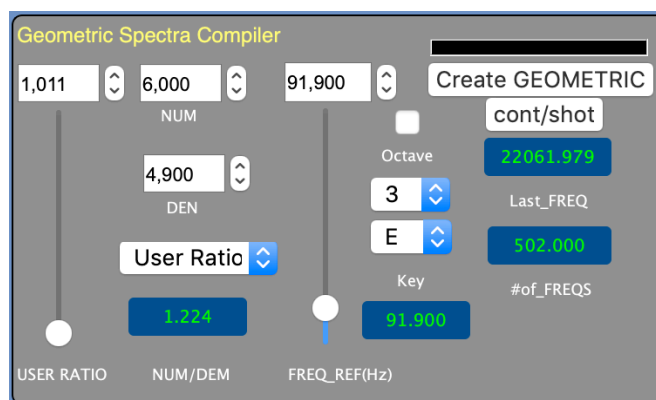 Geometric Spectra Compiler
1,011
6,000
91,900
Create GEOMETRIC
NUM
cont/shot
Octave
22061.979
4,900
DEN
3
Last_FREQ
E
502.000
User Ratio
Key
#of_FREQS
1.224
91.900
USER RATIO
NUM/DEM
FREQ_REF(Hz)